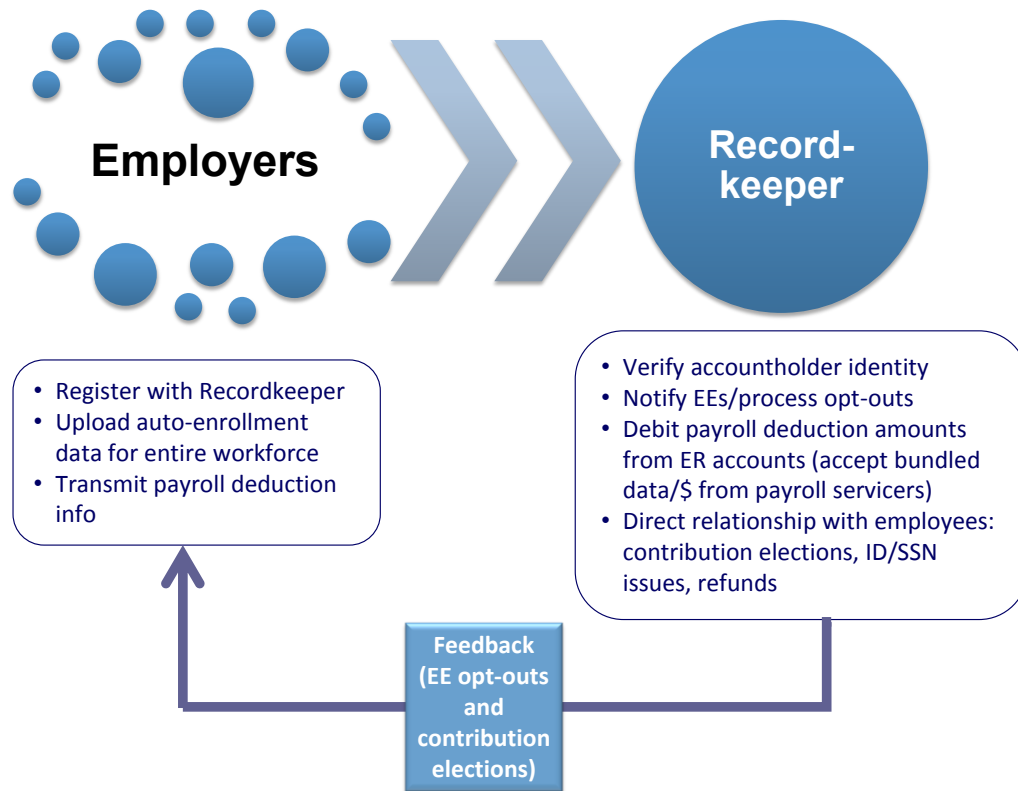 Employers
Record-
keeper
• Register with Recordkeeper
• Upload auto-enrollment
data for entire workforce
• Transmit payroll deduction
info
• Verify accountholder identity
• Notify EEs/process opt-outs
• Debit payroll deduction amounts
from ER accounts (accept bundled
data/$ from payroll servicers)
• Direct relationship with employees:
contribution elections, ID/SSN
issues, refunds
Feedback
(EE opt-outs
and
contribution
elections)